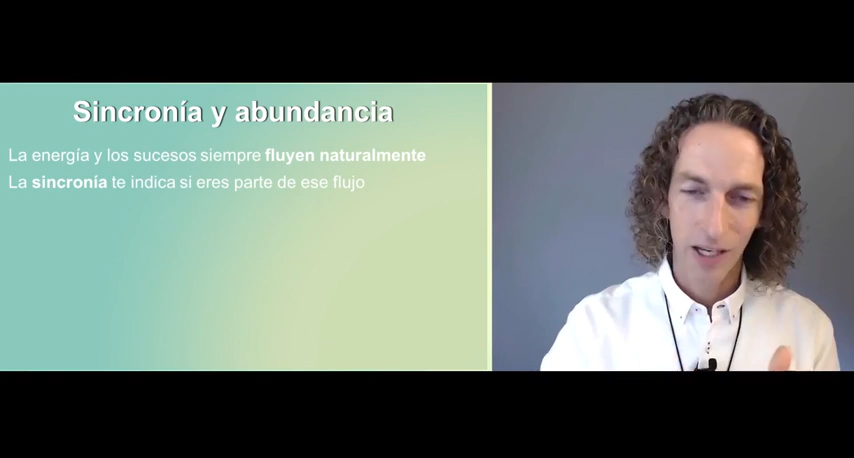 Sincronía y abundancia
La energía y los sucesos siempre fluyen naturalmente
La sincronía te indica si eres parte de ese flujo